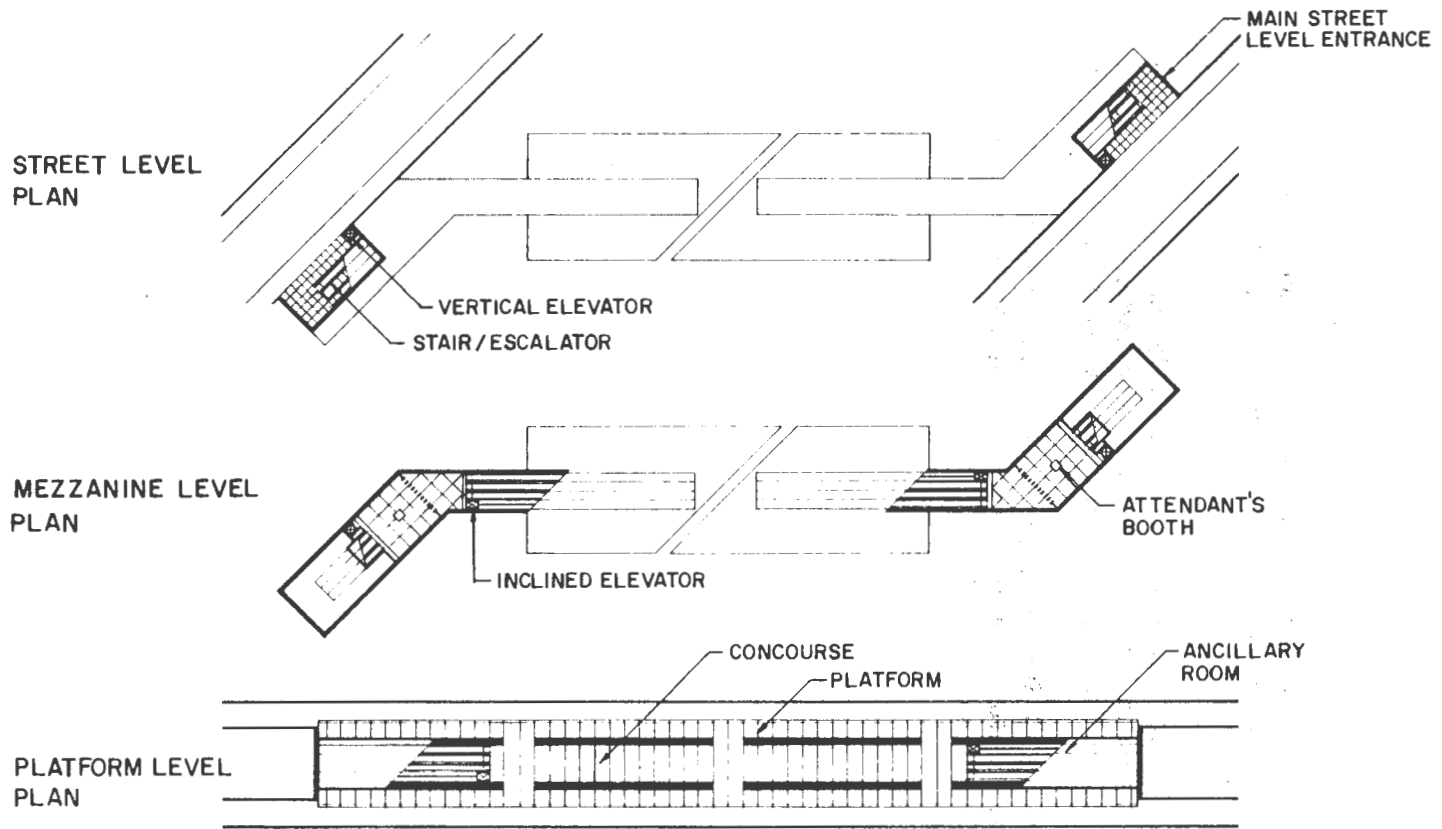 MAIN STREET
LEVEL ENTRANCE
STREET LEVEL
PLAN
VERTICAL ELEVATOR
STAIR/ESCALATOR
MEZZANINE LEVEL
PLAN
ATTENDANT'S
BOOTH
INCLINED ELEVATOR
CONCOURSE
ANCILLARY
ROOM
PLATFORM
PLATFORM LEVEL
PLAN